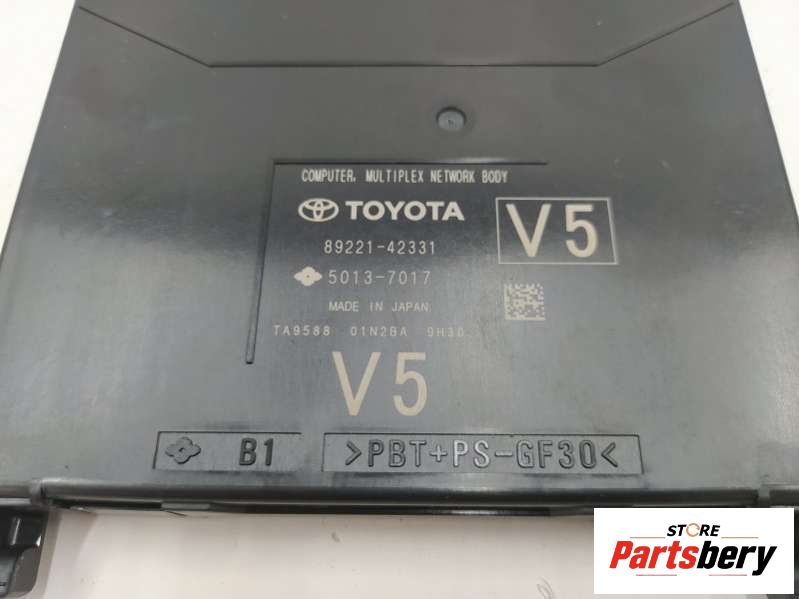 COMPUTER, MULTIPLEX NETWORK BODY
TOYOTA
V5
89221-42331
5013-7017
MADE IN JAPAN
TA9588 01N2BA 9H30
V5
B1 >PBT+PS-GF30<
STORE
Partsbery